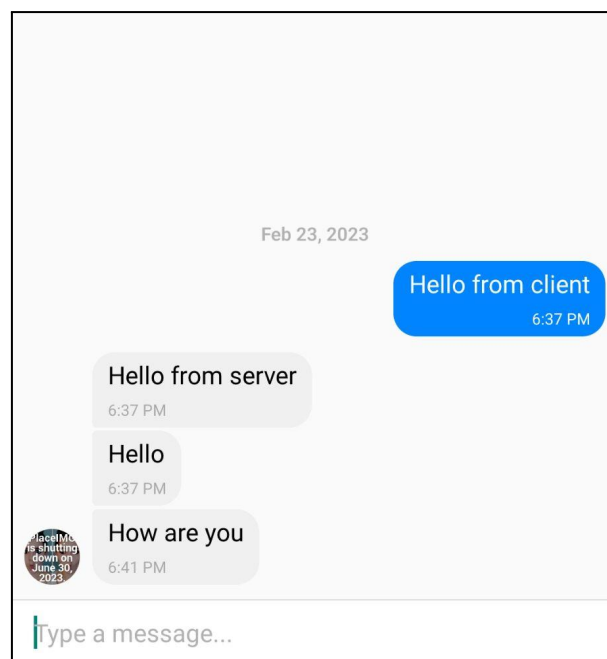 Feb 23, 2023
Hello from client
6:37 PM
Hello from server
6:37 PM
Hello
6:37 PM
How are you
6:41 PM
PlaceIMG
is shutting
down on
June 30,
2023.
Type a message...